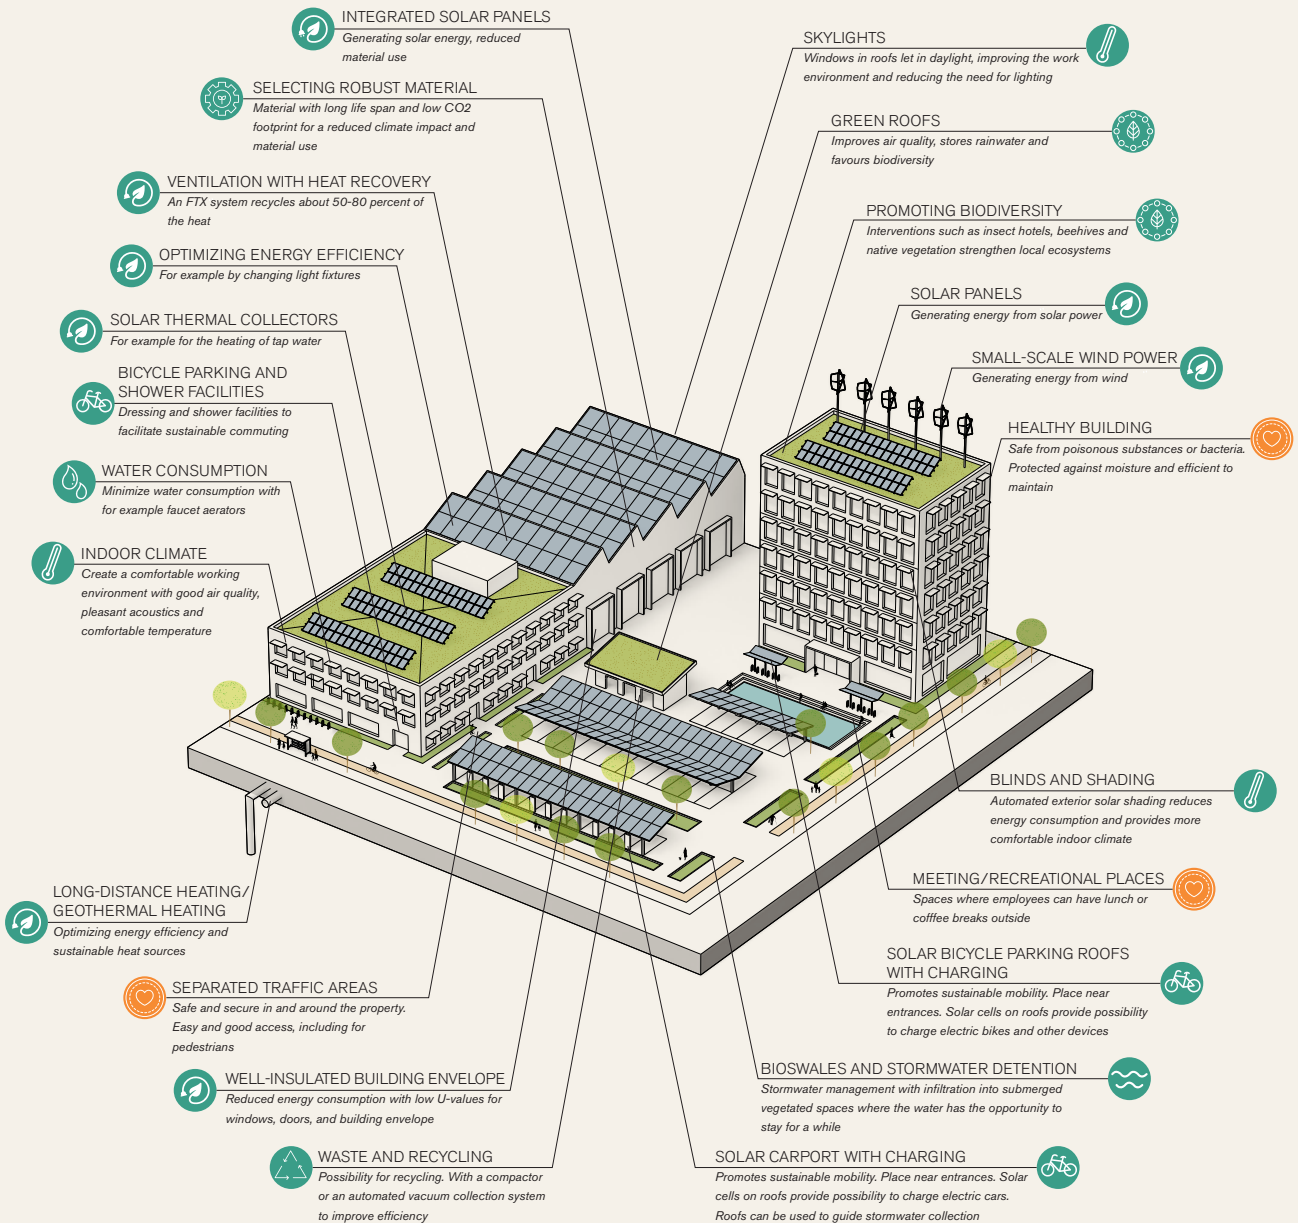 INTEGRATED SOLAR PANELS
Generating solar energy, reduced
material use
SELECTING ROBUST MATERIAL
Material with long life span and low CO2
footprint for a reduced climate impact and
material use
VENTILATION WITH HEAT RECOVERY
An FTX system recycles about 50-80 percent of
the heat
OPTIMIZING ENERGY EFFICIENCY
For example by changing light fixtures
SOLAR THERMAL COLLECTORS
For example for the heating of tap water
BICYCLE PARKING AND
SHOWER FACILITIES
Dressing and shower facilities to
facilitate sustainable commuting
WATER CONSUMPTION
Minimize water consumption with
for example faucet aerators
INDOOR CLIMATE
Create a comfortable working
environment with good air quality,
pleasant acoustics and
comfortable temperature
LONG-DISTANCE HEATING/
GEOTHERMAL HEATING
Optimizing energy efficiency and
sustainable heat sources
SEPARATED TRAFFIC AREAS
Safe and secure in and around the property.
Easy and good access, including for
pedestrians
WELL-INSULATED BUILDING ENVELOPE
Reduced energy consumption with low U-values for
windows, doors, and building envelope
WASTE AND RECYCLING
Possibility for recycling. With a compactor
or an automated vacuum collection system
to improve efficiency
SKYLIGHTS
Windows in roofs let in daylight, improving the work
environment and reducing the need for lighting
GREEN ROOFS
Improves air quality, stores rainwater and
favours biodiversity
PROMOTING BIODIVERSITY
Interventions such as insect hotels, beehives and
native vegetation strengthen local ecosystems
SOLAR PANELS
Generating energy from solar power
SMALL-SCALE WIND POWER
Generating energy from wind
HEALTHY BUILDING
Safe from poisonous substances or bacteria.
Protected against moisture and efficient to
maintain
BLINDS AND SHADING
Automated exterior solar shading reduces
energy consumption and provides more
comfortable indoor climate
MEETING/RECREATIONAL PLACES
Spaces where employees can have lunch or
cofffee breaks outside
SOLAR BICYCLE PARKING ROOFS
WITH CHARGING
Promotes sustainable mobility. Place near
entrances. Solar cells on roofs provide possibility
to charge electric bikes and other devices
BIOSWALES AND STORMWATER DETENTION
Stormwater management with infiltration into submerged
vegetated spaces where the water has the opportunity to
stay for a while
SOLAR CARPORT WITH CHARGING
Promotes sustainable mobility. Place near entrances. Solar
cells on roofs provide possibility to charge electric cars.
Roofs can be used to guide stormwater collection